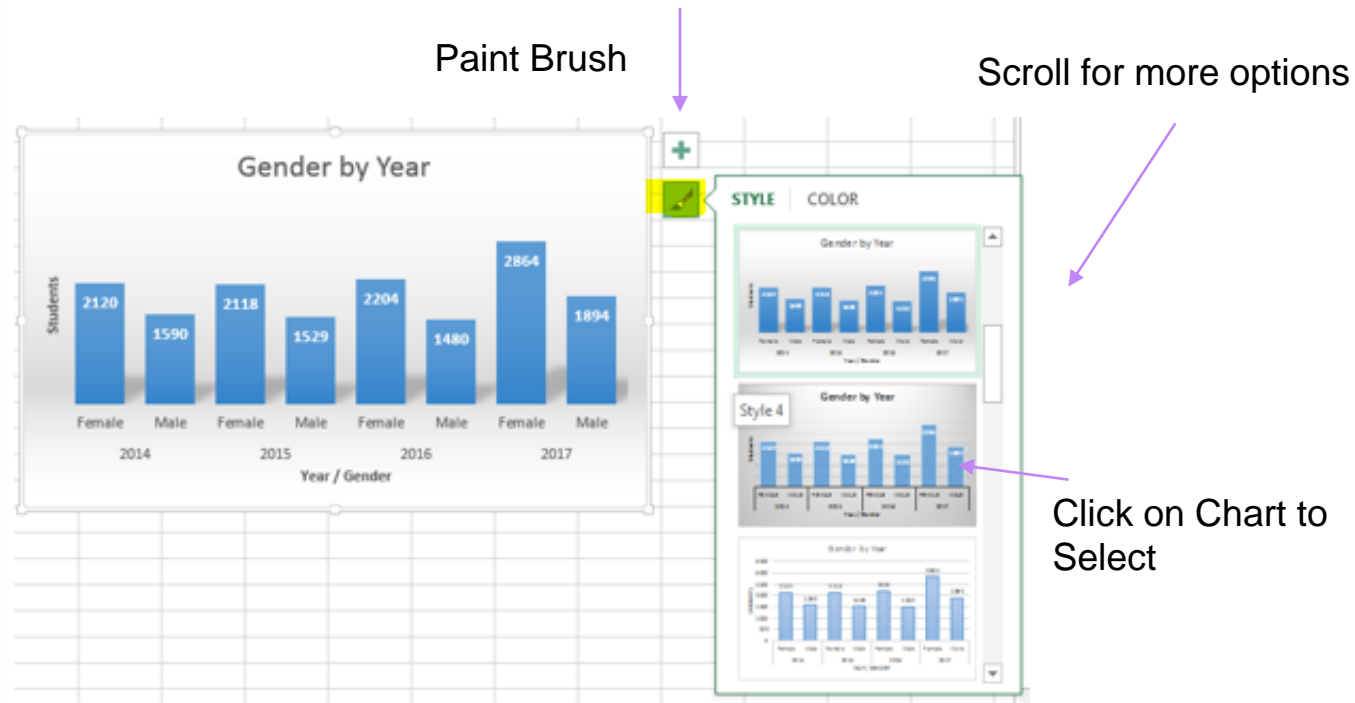 Paint Brush
Scroll for more options
Gender by Year
STYLE COLOR
Gender by Year
Students
2120 1590 2118 1529 2204 1480 2864 1894
Female Male Female Male Female Male Female Male
2014 2015 2016 2017
Year / Gender
Gender by Year
Style 4
Click on Chart to
Select
Gender by Year